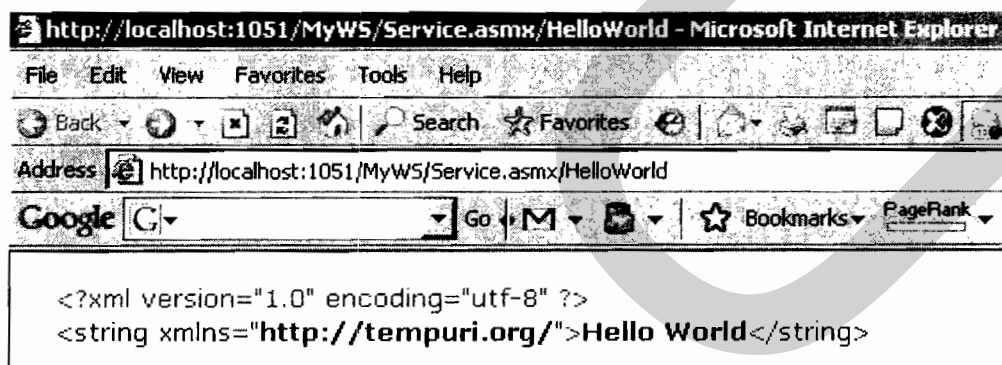 http://localhost:1051/MyWS/Service.asmx/HelloWorld - Microsoft Internet Explorer
File Edit View Favorites Tools Help
Back Search Favorites
Address http://localhost:1051/MyWS/Service.asmx/HelloWorld
Google G Go Bookmarks PageRank
<?xml version="1.0" encoding="utf-8" ?>
<string xmlns="http://tempuri.org/">Hello World</string>